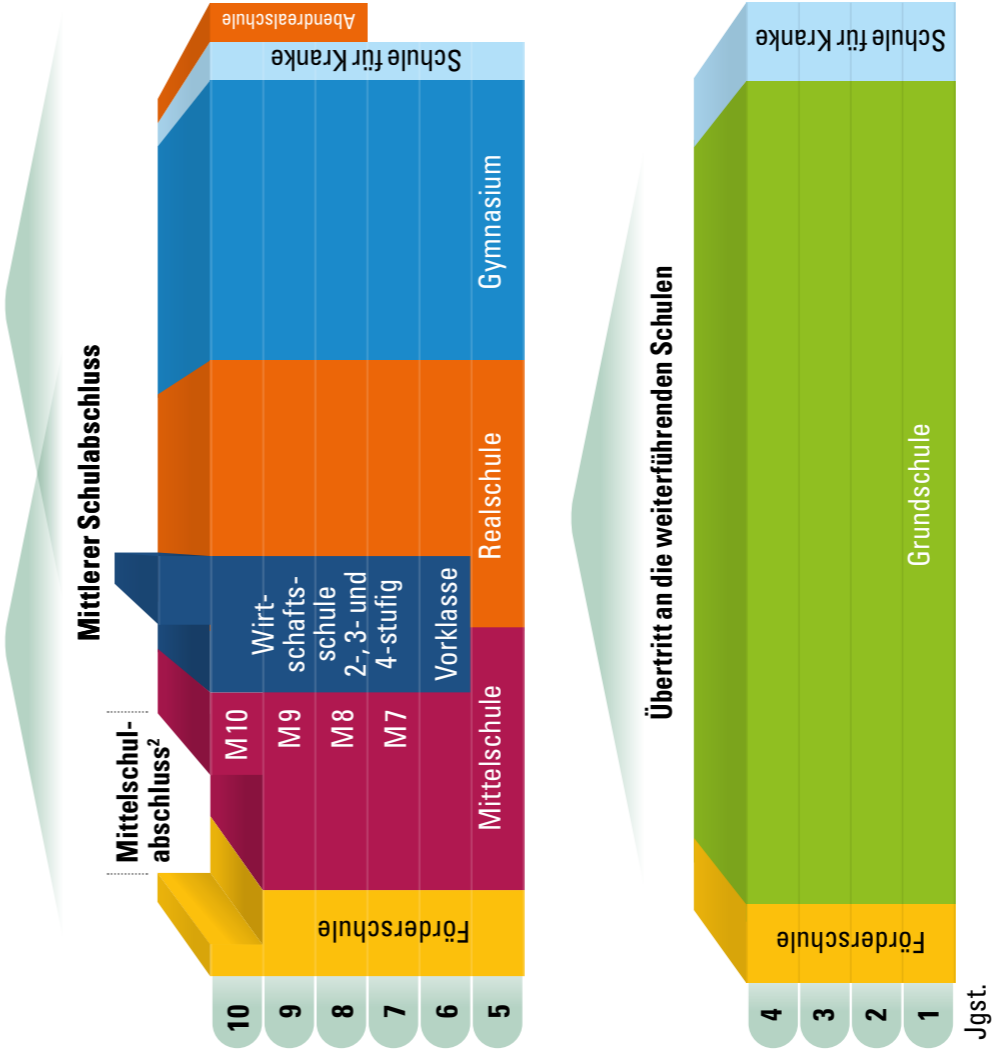 Mittlerer Schulabschluss
Mittelschul-
abschluss²
10
9
8
7
6
5
Förderschule
M10
M9
M8
M7
Mittelschule
Wirt-
schafts-
schule
2-, 3- und
4-stufig
Vorklasse
Realschule
Gymnasium
Schule für Kranke
Abendrealschule
Übertritt an die weiterführenden Schulen
4
3
2
1
Jgst.
Förderschule
Grundschule
Schule für Kranke